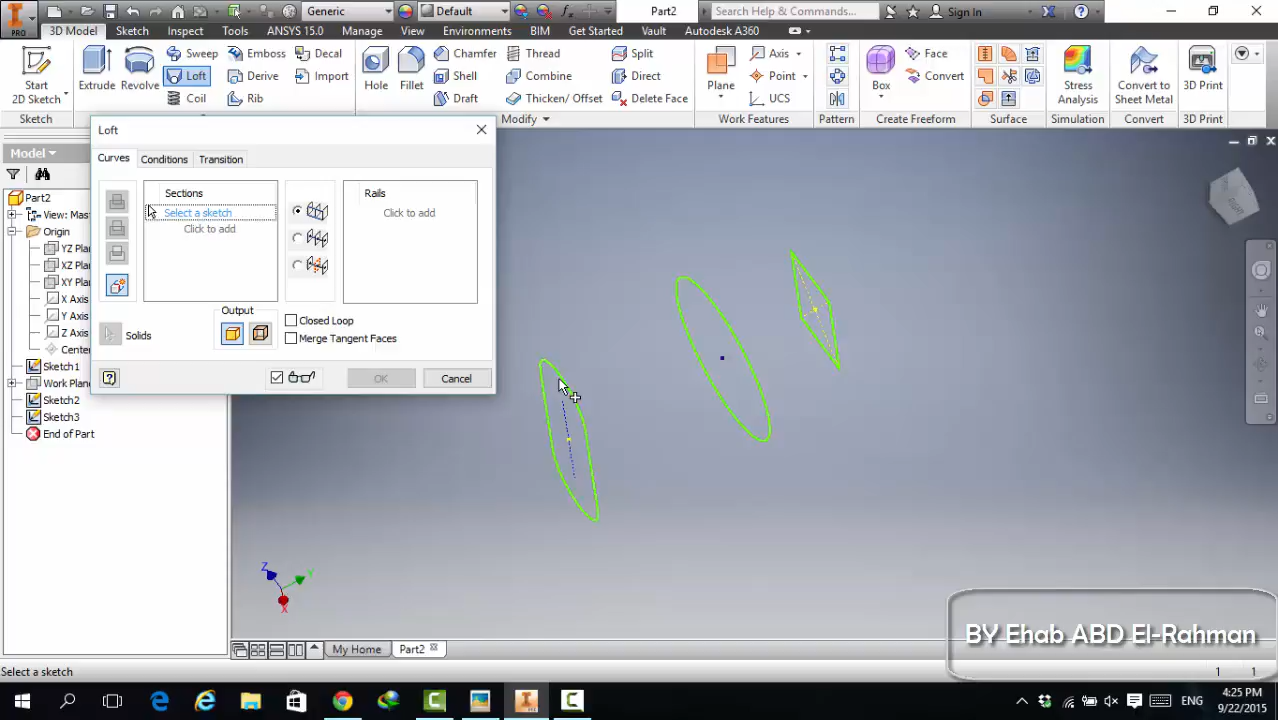 Generic
Default
Part2
Search Help & Commands...
Sign In
PRO
3D Model
Sketch
Inspect
Tools
ANSYS 15.0
Manage
View
Environments
BIM
Get Started
Vault
Autodesk A360
Start
2D Sketch
Extrude
Revolve
Sweep
Loft
Coil
Emboss
Derive
Rib
Decal
Import
Hole
Fillet
Chamfer
Shell
Draft
Thread
Combine
Thicken/ Offset
Split
Direct
Delete Face
Plane
Axis
Point
UCS
Box
Face
Convert
Stress
Analysis
Convert to
Sheet Metal
3D Print
Sketch
Modify
Work Features
Pattern
Create Freeform
Surface
Simulation
Convert
3D Print
Model
Part2
View: Mas
Origin
YZ Plan
XZ Plan
XY Plan
X Axis
Y Axis
Z Axis
Cente
Sketch1
Work Plane
Sketch2
Sketch3
End of Part
Loft
Curves
Conditions
Transition
Sections
Select a sketch
Click to add
Rails
Click to add
Output
Solids
Closed Loop
Merge Tangent Faces
OK
Cancel
Z
Y
X
BY Ehab ABD El-Rahman
My Home
Part2
Select a sketch
1
1
ENG
4:25 PM
9/22/2015